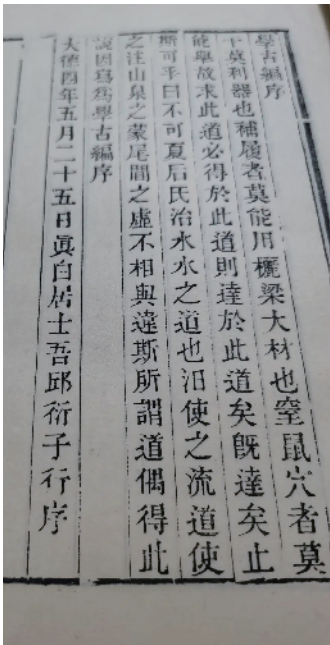 學古編序
干莫利器也補履者莫能用欐梁大材也窒鼠穴者莫
能舉故求此道必得於此道則達於此道矣旣達矣止
斯可乎曰不可夏后氏治水水之道也汨使之流道使
之注山泉之蒙尾閭之虛不相與違斯所謂道偶得此
說因爲爲學古編序
大德四年五月二十五日眞白居士吾邱衍子行序